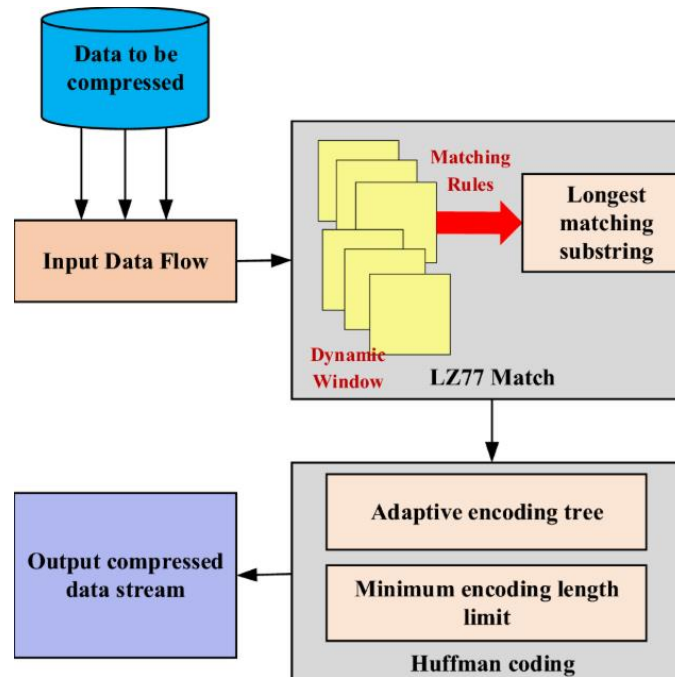 Data to be
compressed
Input Data Flow
Matching
Rules
Longest
matching
substring
Dynamic
Window
LZ77 Match
Adaptive encoding tree
Minimum encoding length
limit
Huffman coding
Output compressed
data stream